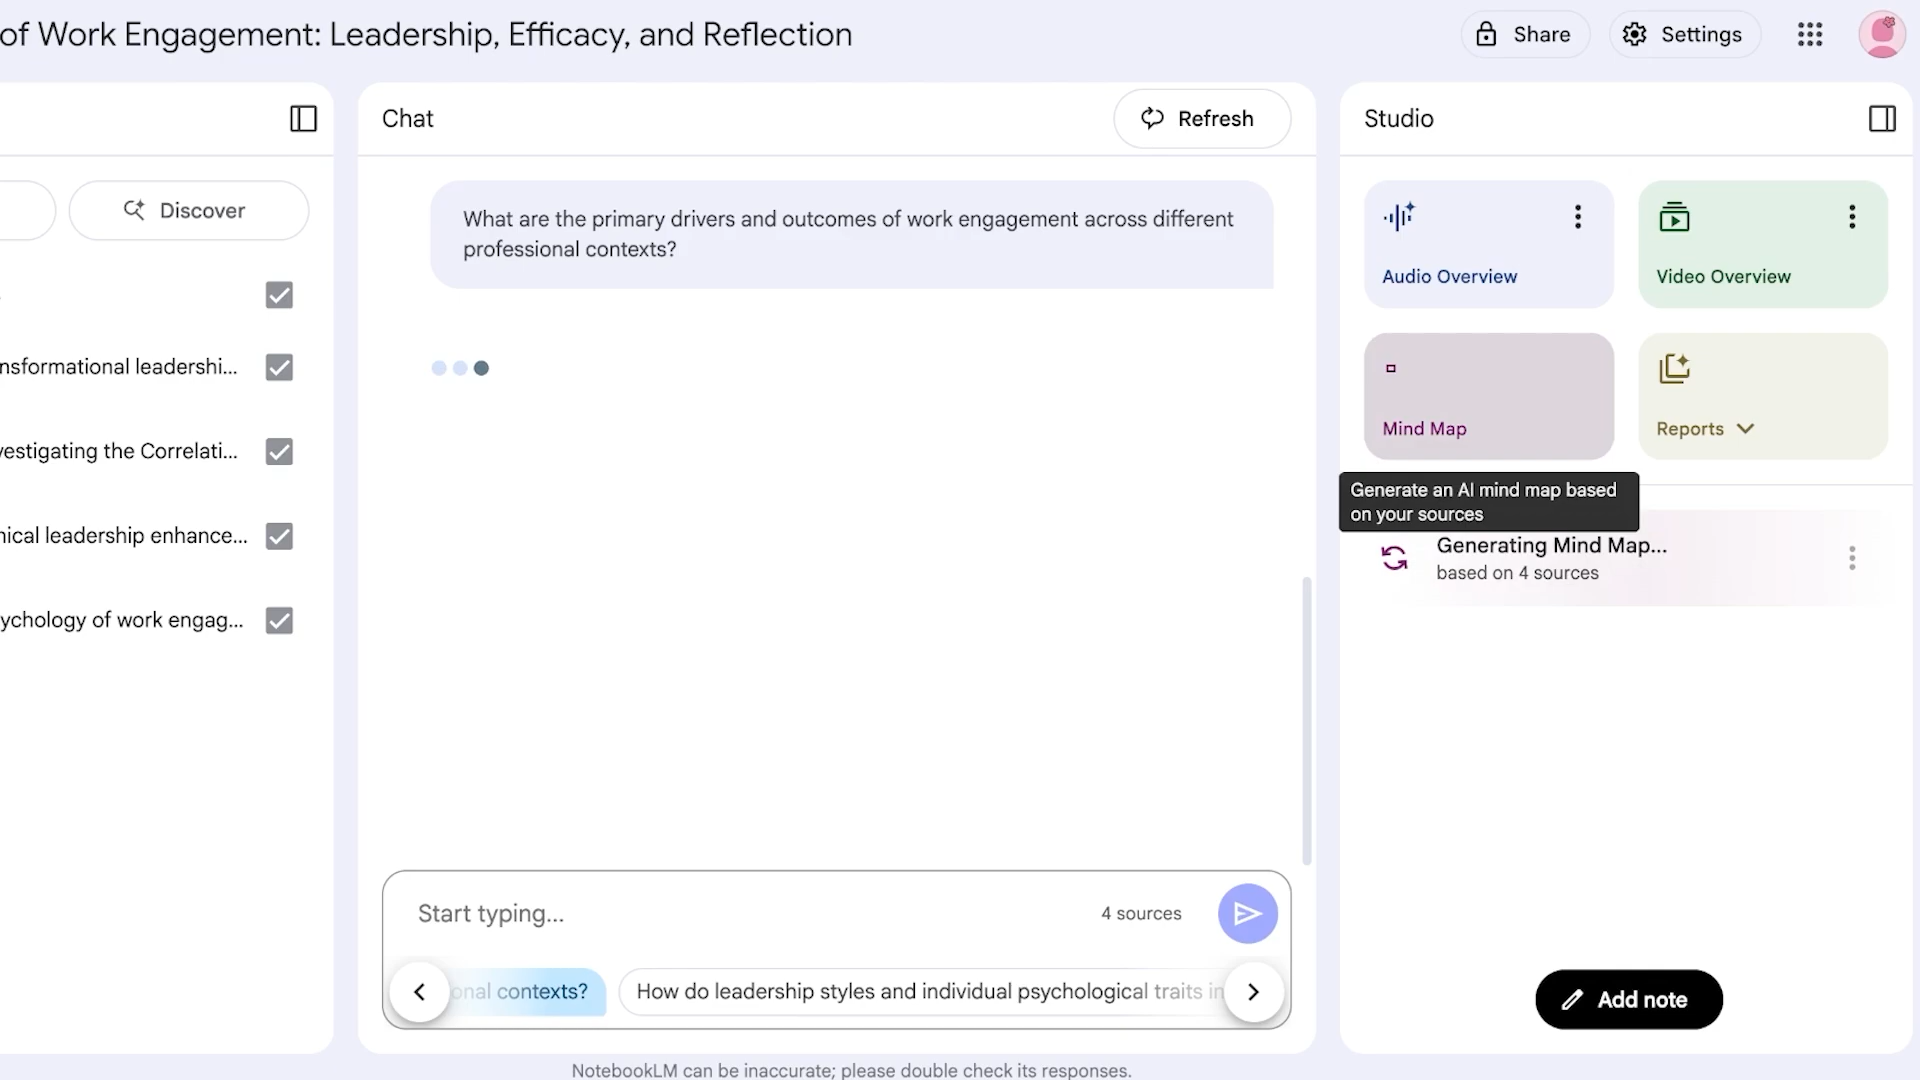 of Work Engagement: Leadership, Efficacy, and Reflection
Share
Settings
Discover
nsformational leadershi...
vestigating the Correlati...
nical leadership enhance...
ychology of work engag...
Chat
Refresh
What are the primary drivers and outcomes of work engagement across different
professional contexts?
Start typing...
4 sources
onal contexts?
How do leadership styles and individual psychological traits in
NotebookLM can be inaccurate; please double check its responses.
Studio
Audio Overview
Video Overview
Mind Map
Reports
Generate an AI mind map based
on your sources
Generating Mind Map...
based on 4 sources
Add note